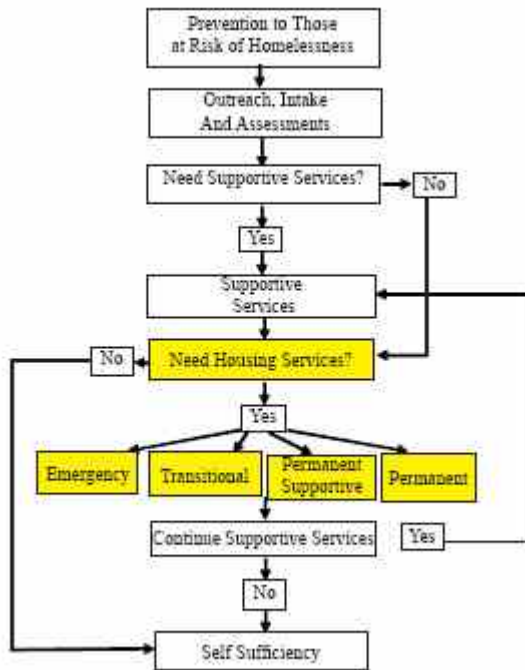 Prevention to Those
at Risk of Homelessness
Outreach, Intake
And Assessments
Need Supportive Services?
No
Yes
Supportive
Services
No
Need Housing Services?
Yes
Emergency
Transitional
Permanent
Supportive
Permanent
Continue Supportive Services
Yes
No
Self Sufficiency